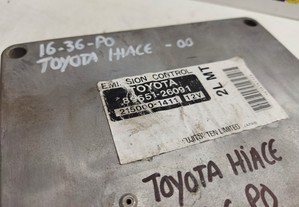 16-36-PO
TOYOTA HIACE -00
EMISSION CONTROL
TOYOTA
89551-26091
215000-1411 12V
2L MT
FUJITSU TEN LIMITED
TOYOTA HiACE
PO